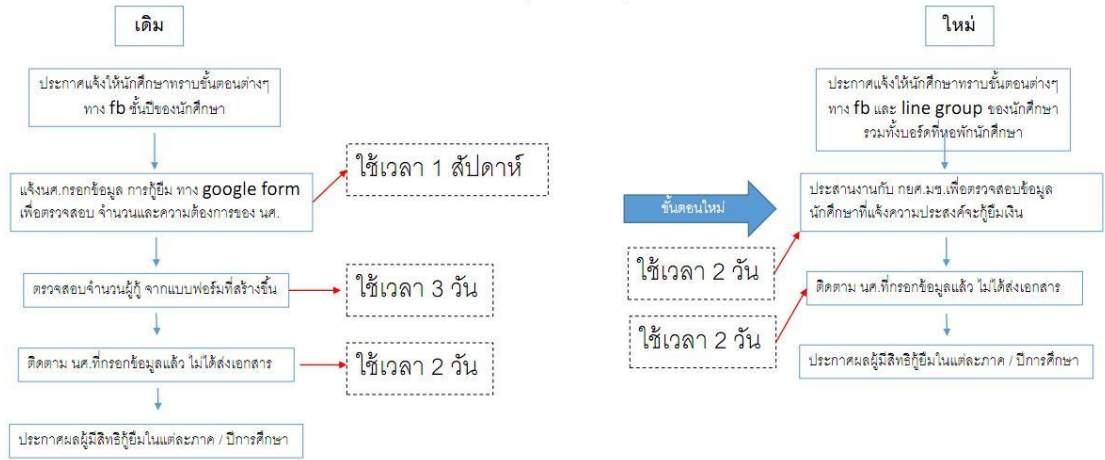 เดิม
ประกาศแจ้งให้นักศึกษาทราบขั้นตอนต่างๆ
ทาง fb ชั้นปีของนักศึกษา
แจ้งนศ.กรอกข้อมูล การกู้ยืม ทาง google form
เพื่อตรวจสอบ จำนวนและความต้องการของ นศ.
ใช้เวลา 1 สัปดาห์
ตรวจสอบจำนวนผู้กู้ จากแบบฟอร์มที่สร้างขึ้น
ใช้เวลา 3 วัน
ติดตาม นศ.ที่กรอกข้อมูลแล้ว ไม่ได้ส่งเอกสาร
ใช้เวลา 2 วัน
ประกาศผลผู้มีสิทธิกู้ยืมในแต่ละภาค / ปีการศึกษา
ใหม่
ประกาศแจ้งให้นักศึกษาทราบขั้นตอนต่างๆ
ทาง fb และ line group ของนักศึกษา
รวมทั้งบอร์ดที่หอพักนักศึกษา
ขั้นตอนใหม่
ประสานงานกับ กยศ.มช.เพื่อตรวจสอบข้อมูล
นักศึกษาที่แจ้งความประสงค์จะกู้ยืมเงิน
ใช้เวลา 2 วัน
ติดตาม นศ.ที่กรอกข้อมูลแล้ว ไม่ได้ส่งเอกสาร
ใช้เวลา 2 วัน
ประกาศผลผู้มีสิทธิกู้ยืมในแต่ละภาค / ปีการศึกษา